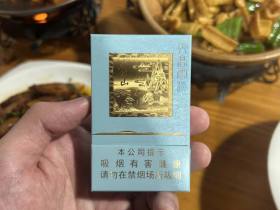 山
本公司提示
吸烟有害健康
请勿在禁烟场所吸烟